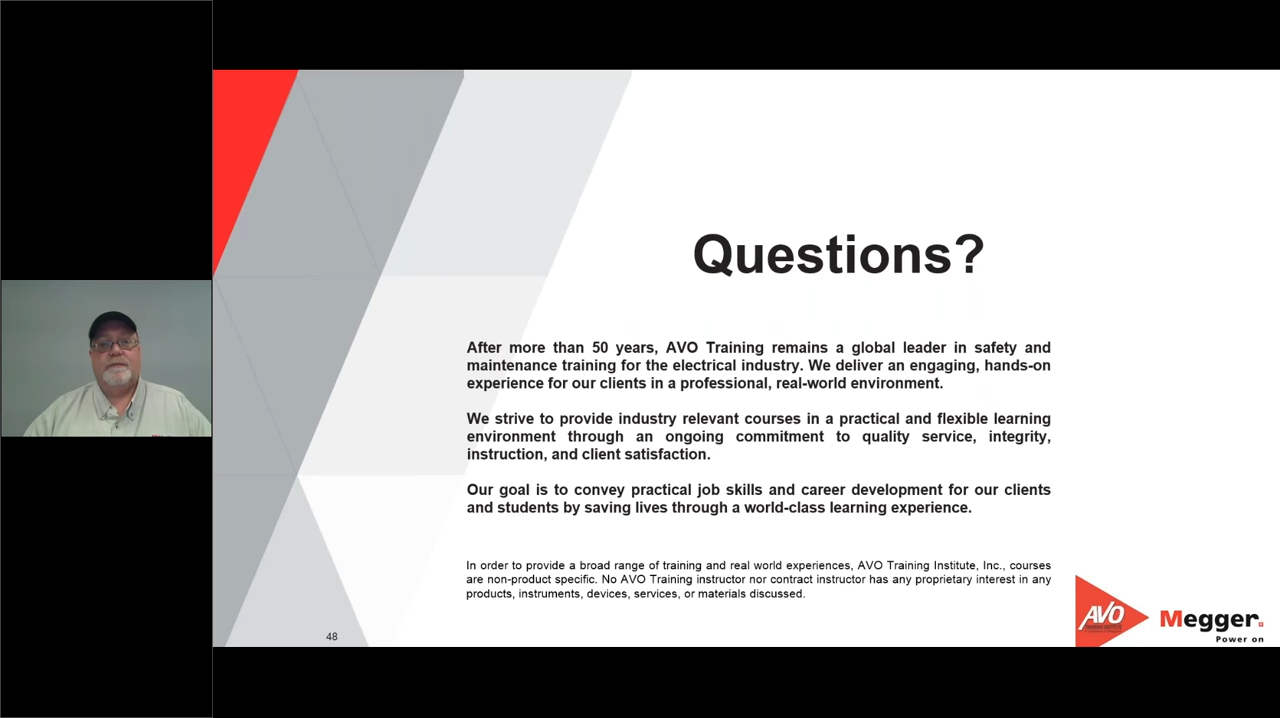 Questions?
After more than 50 years, AVO Training remains a global leader in safety and
maintenance training for the electrical industry. We deliver an engaging, hands-on
experience for our clients in a professional, real-world environment.
We strive to provide industry relevant courses in a practical and flexible learning
environment through an ongoing commitment to quality service, integrity,
instruction, and client satisfaction.
Our goal is to convey practical job skills and career development for our clients
and students by saving lives through a world-class learning experience.
In order to provide a broad range of training and real world experiences, AVO Training Institute, Inc., courses
are non-product specific. No AVO Training instructor nor contract instructor has any proprietary interest in any
products, instruments, devices, services, or materials discussed.
48
AVO
Megger.
Power on